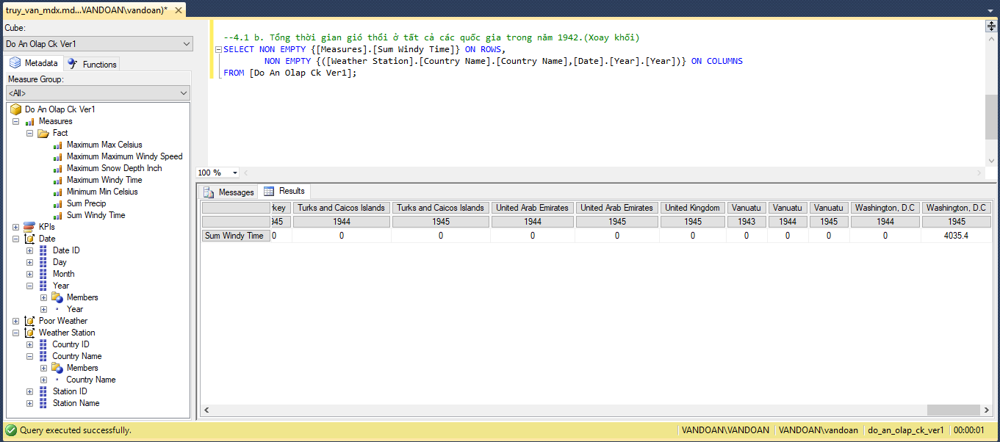 truy_van_mdx.md...VANDOAN\vandoan)*
Cube:
Do An Olap Ck Ver1
Metadata
Functions
Measure Group:
<All>
Do An Olap Ck Ver1
Measures
Fact
Maximum Max Celsius
Maximum Maximum Windy Speed
Maximum Snow Depth Inch
Maximum Windy Time
Minimum Min Celsius
Sum Precip
Sum Windy Time
KPIs
Date
Date ID
Day
Month
Year
Members
Year
Poor Weather
Weather Station
Country ID
Country Name
Members
Country Name
Station ID
Station Name
--4.1 b. Tổng thời gian gió thổi ở tất cả các quốc gia trong năm 1942.(Xoay khối)
SELECT NON EMPTY {[Measures].[Sum Windy Time]} ON ROWS,
NON EMPTY {([Weather Station].[Country Name].[Country Name],[Date].[Year].[Year])} ON COLUMNS
FROM [Do An Olap Ck Ver1];
100 %
Messages
Results
rkey Turks and Caicos Islands Turks and Caicos Islands United Arab Emirates United Arab Emirates United Kingdom Vanuatu Vanuatu Vanuatu Washington, D.C Washington, D.C
945 1944 1945 1944 1945 1945 1943 1944 1945 1944 1945
Sum Windy Time 0 0 0 0 0 0 0 0 0 0 4035.4
Query executed successfully.
VANDOAN\VANDOAN VANDOAN\vandoan do_an_olap_ck_ver1 00:00:01